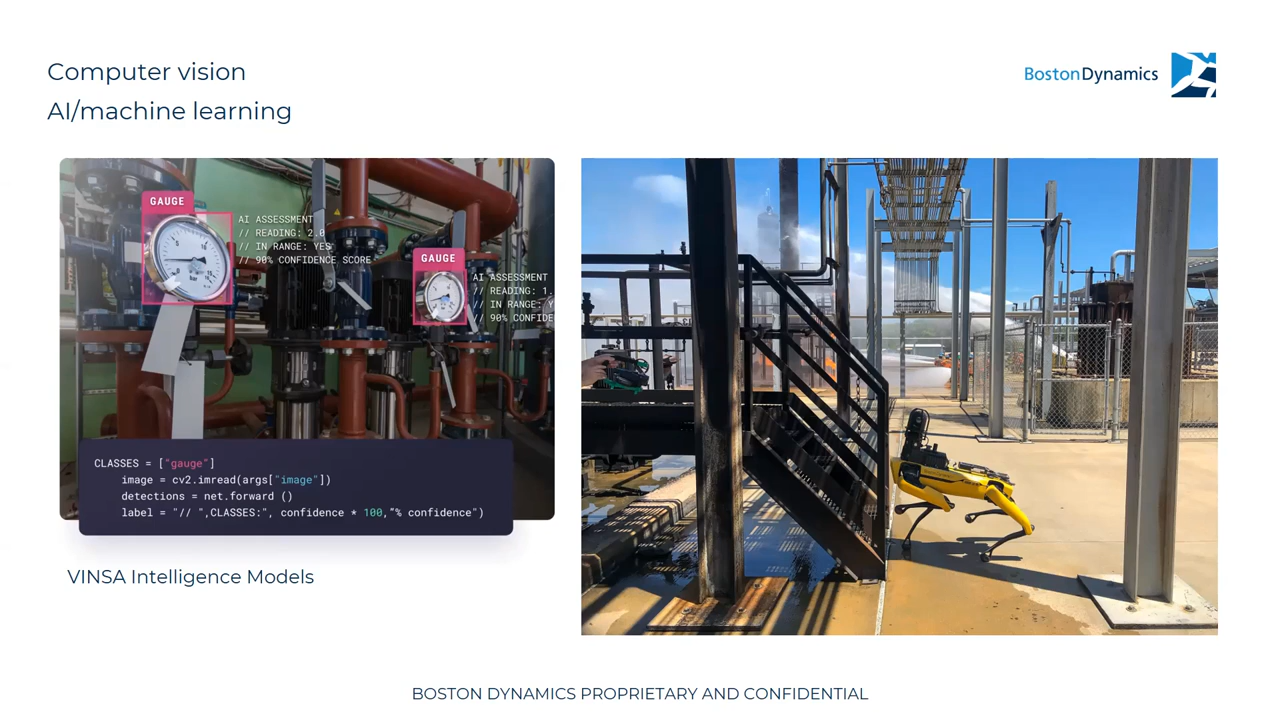 Computer vision
AI/machine learning
BostonDynamics
GAUGE
AI ASSESSMENT
// READING: 2.0
// IN RANGE: YES
// 90% CONFIDENCE SCORE
GAUGE
AI ASSESSMENT
// READING: 1.
// IN RANGE: Y
// 90% CONFIDE
CLASSES = ["gauge"]
image = cv2.imread(args["image"])
detections = net.forward ()
label = "// ",CLASSES:", confidence * 100,"% confidence")
VINSA Intelligence Models
BOSTON DYNAMICS PROPRIETARY AND CONFIDENTIAL